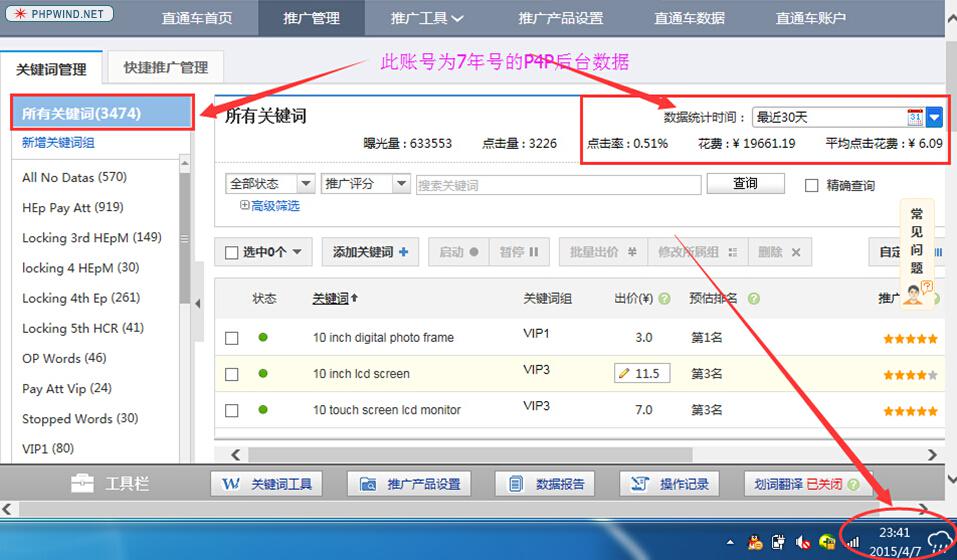 PHPWIND.NET
直通车首页 推广管理 推广工具 推广产品设置 直通车数据 直通车账户
关键词管理 快捷推广管理
此账号为7年号的P4P后台数据
所有关键词(3474)
新增关键词组
All No Datas (570)
HEp Pay Att (919)
Locking 3rd HEpM (149)
locking 4 HEpM (30)
Locking 4th Ep (261)
Locking 5th HCR (41)
OP Words (46)
Pay Att Vip (24)
Stopped Words (30)
VIP1 (80)
所有关键词
数据统计时间： 最近30天 31
曝光量：633553 点击量：3226 点击率：0.51% 花费：¥ 19661.19 平均点击花费：¥ 6.09
全部状态 推广评分 搜索关键词 查询 精确查询
高级筛选
常见问题
选中0个 添加关键词 启动 暂停 批量出价 ¥ 修改所属组 删除 自定
状态 关键词 关键词组 出价(¥) ? 预估排名 ? 推广
10 inch digital photo frame VIP1 3.0 第1名
10 inch lcd screen VIP3 11.5 第3名
10 touch screen lcd monitor VIP3 7.0 第3名
工具栏 W 关键词工具 推广产品设置 数据报告 操作记录 划词翻译 已关闭 ?
23:41
2015/4/7